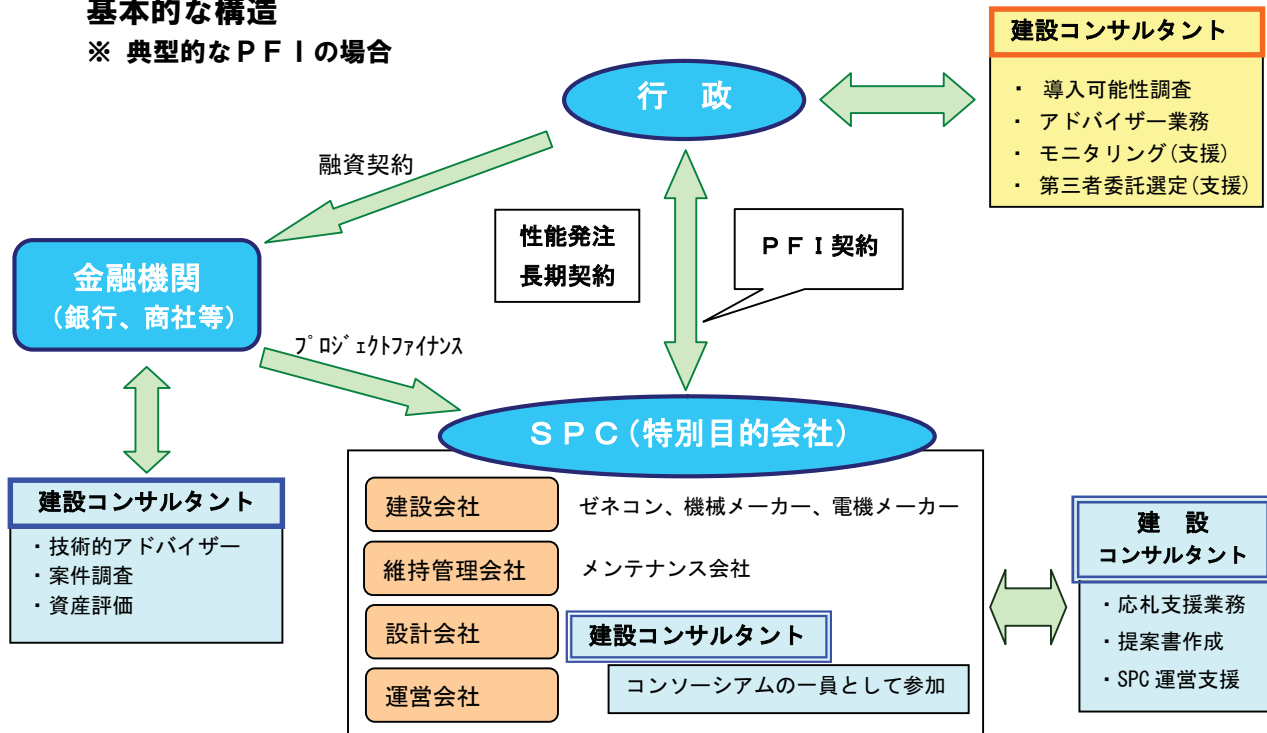 基本的な構造
※ 典型的なPFIの場合
建設コンサルタント
・ 導入可能性調査
・ アドバイザー業務
・ モニタリング(支援)
・ 第三者委託選定(支援)
行 政
融資契約
性能発注
長期契約
PFI契約
金融機関
(銀行、商社等)
プロジェクトファイナンス
SPC(特別目的会社)
建設コンサルタント
・技術的アドバイザー
・案件調査
・資産評価
建設会社 ゼネコン、機械メーカー、電機メーカー
維持管理会社 メンテナンス会社
設計会社 建設コンサルタント
コンソーシアムの一員として参加
運営会社
建 設
コンサルタント
・応札支援業務
・提案書作成
・SPC運営支援